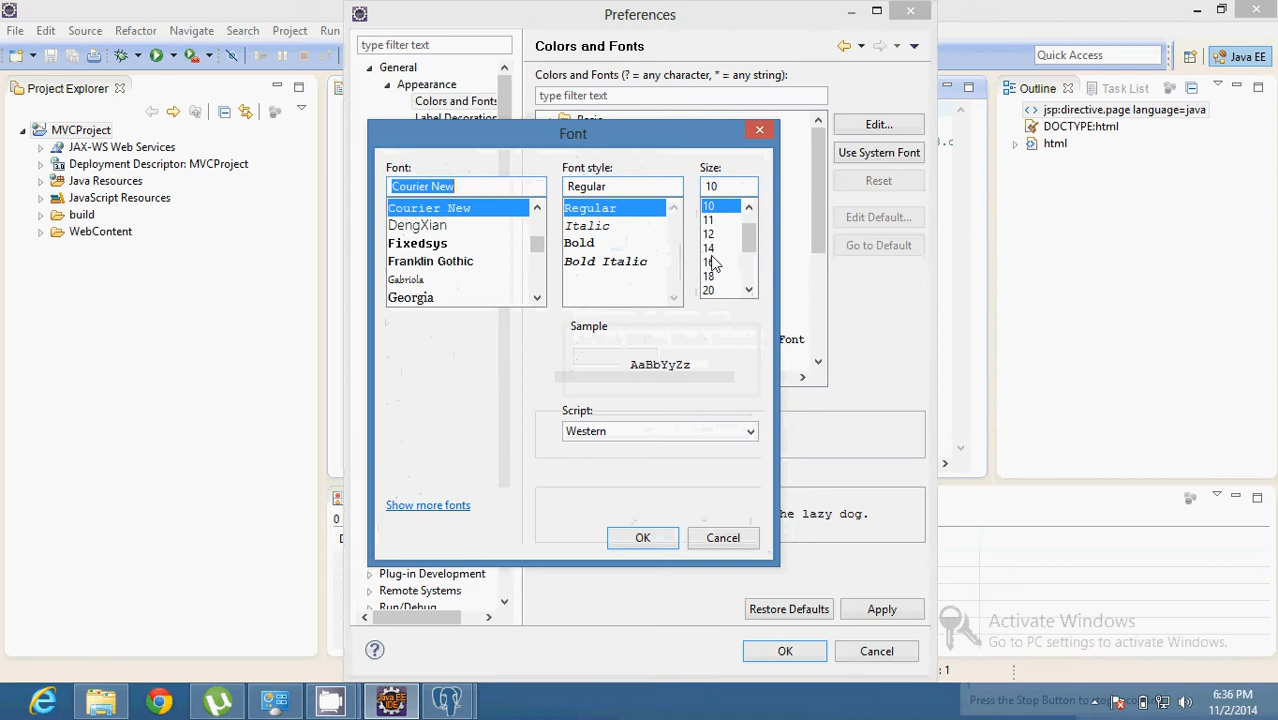 Preferences
File Edit Source Refactor Navigate Search Project Run
type filter text
Colors and Fonts
Quick Access
Java EE
General
Appearance
Colors and Fonts
Colors and Fonts (? = any character, * = any string):
type filter text
Project Explorer
Outline
Task List
MVCProject
JAX-WS Web Services
Deployment Descriptor: MVCProject
Java Resources
JavaScript Resources
build
WebContent
jsp:directive.page language=java
DOCTYPE:html
html
Edit...
Use System Font
Reset
Edit Default...
Go to Default
Font
Font:
Font style:
Size:
Courier New
Regular
10
Courier New
DengXian
Fixedsys
Franklin Gothic
Gabriola
Georgia
Regular
Italic
Bold
Bold Italic
10
11
12
14
18
20
Sample
AaBbYyZz
Script:
Western
Show more fonts
OK
Cancel
Font
he lazy dog.
Plug-in Development
Remote Systems
Run/Debug
Restore Defaults
Apply
OK
Cancel
Activate Windows
Go to PC settings to activate Windows.
Java EE
IDE
6:36 PM
11/2/2014